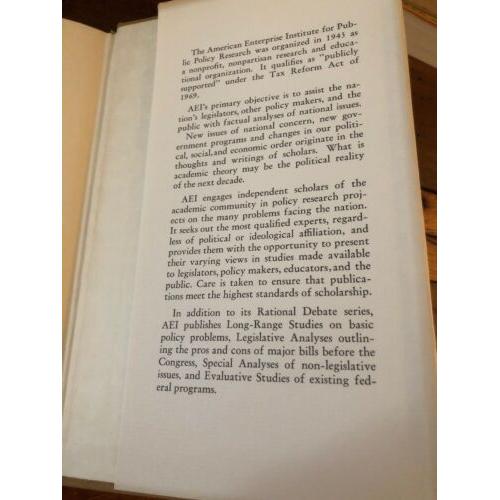 The American Enterprise Institute for Pub-
lic Policy Research was organized in 1943 as
a nonprofit, nonpartisan research and educa-
tional organization. It qualifies as "publicly
supported" under the Tax Reform Act of
1969.
AEI's primary objective is to assist the na-
tion's legislators, other policy makers, and the
public with factual analyses of national issues.
New issues of national concern, new gov-
ernment programs and changes in our politi-
cal, social, and economic order originate in the
thoughts and writings of scholars. What is
academic theory may be the political reality
of the next decade.
AEI engages independent scholars of the
academic community in policy research proj-
ects on the many problems facing the nation.
It seeks out the most qualified experts, regard-
less of political or ideological affiliation, and
provides them with the opportunity to present
their varying views in studies made available
to legislators, policy makers, educators, and the
public. Care is taken to ensure that publica-
tions meet the highest standards of scholarship.
In addition to its Rational Debate series,
AEI publishes Long-Range Studies on basic
policy problems, Legislative Analyses outlin-
ing the pros and cons of major bills before the
Congress, Special Analyses of non-legislative
issues, and Evaluative Studies of existing fed-
eral programs.